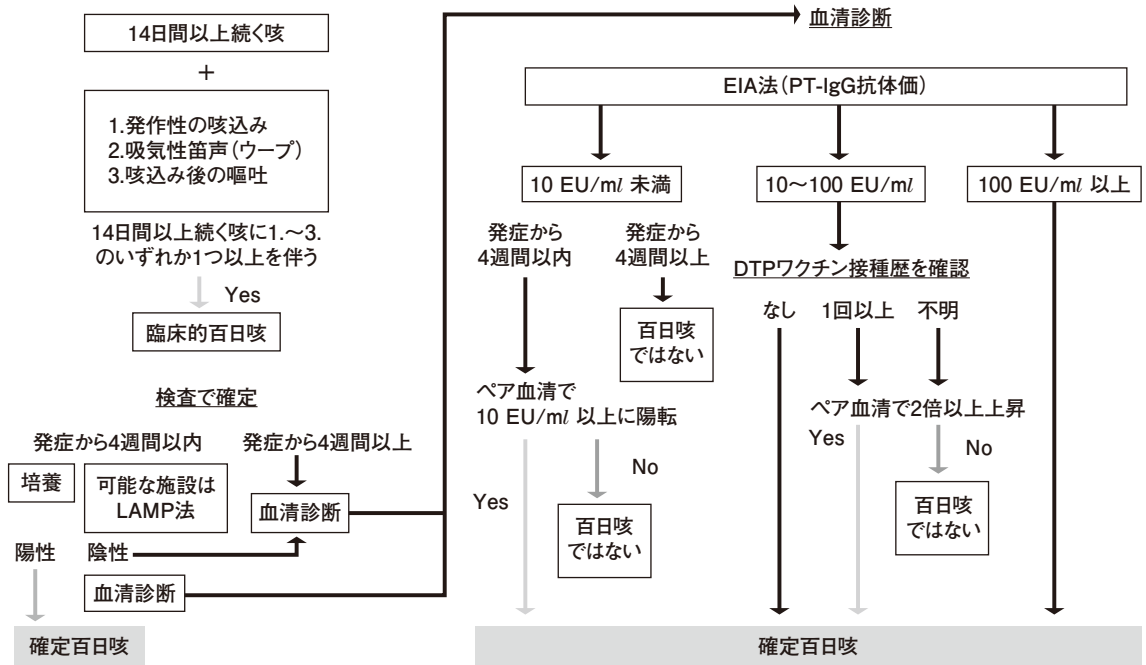 14日間以上続く咳
+
1.発作性の咳込み
2.吸気性笛声(ウープ)
3.咳込み後の嘔吐
14日間以上続く咳に1.～3.
のいずれか1つ以上を伴う
Yes
臨床的百日咳
検査で確定
発症から4週間以内
発症から4週間以上
培養
可能な施設は
LAMP法
血清診断
陽性
陰性
血清診断
確定百日咳
血清診断
EIA法(PT-IgG抗体価)
10 EU/ml 未満
10～100 EU/ml
100 EU/ml 以上
発症から
4週間以内
発症から
4週間以上
百日咳
ではない
ペア血清で
10 EU/ml 以上に陽転
Yes
No
百日咳
ではない
DTPワクチン接種歴を確認
なし
1回以上
不明
ペア血清で2倍以上上昇
Yes
No
百日咳
ではない
確定百日咳